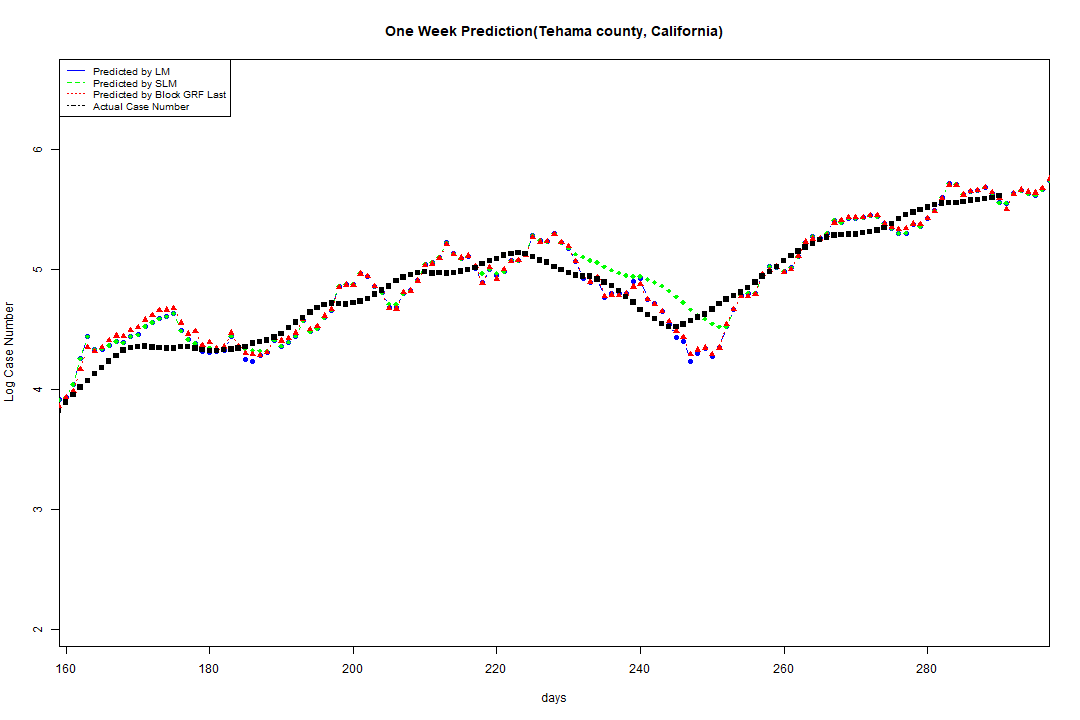 One Week Prediction(Tehama county, California)
Predicted by LM
Predicted by SLM
Predicted by Block GRF Last
Actual Case Number
6
5
4
3
2
Log Case Number
160 180 200 220 240 260 280
days